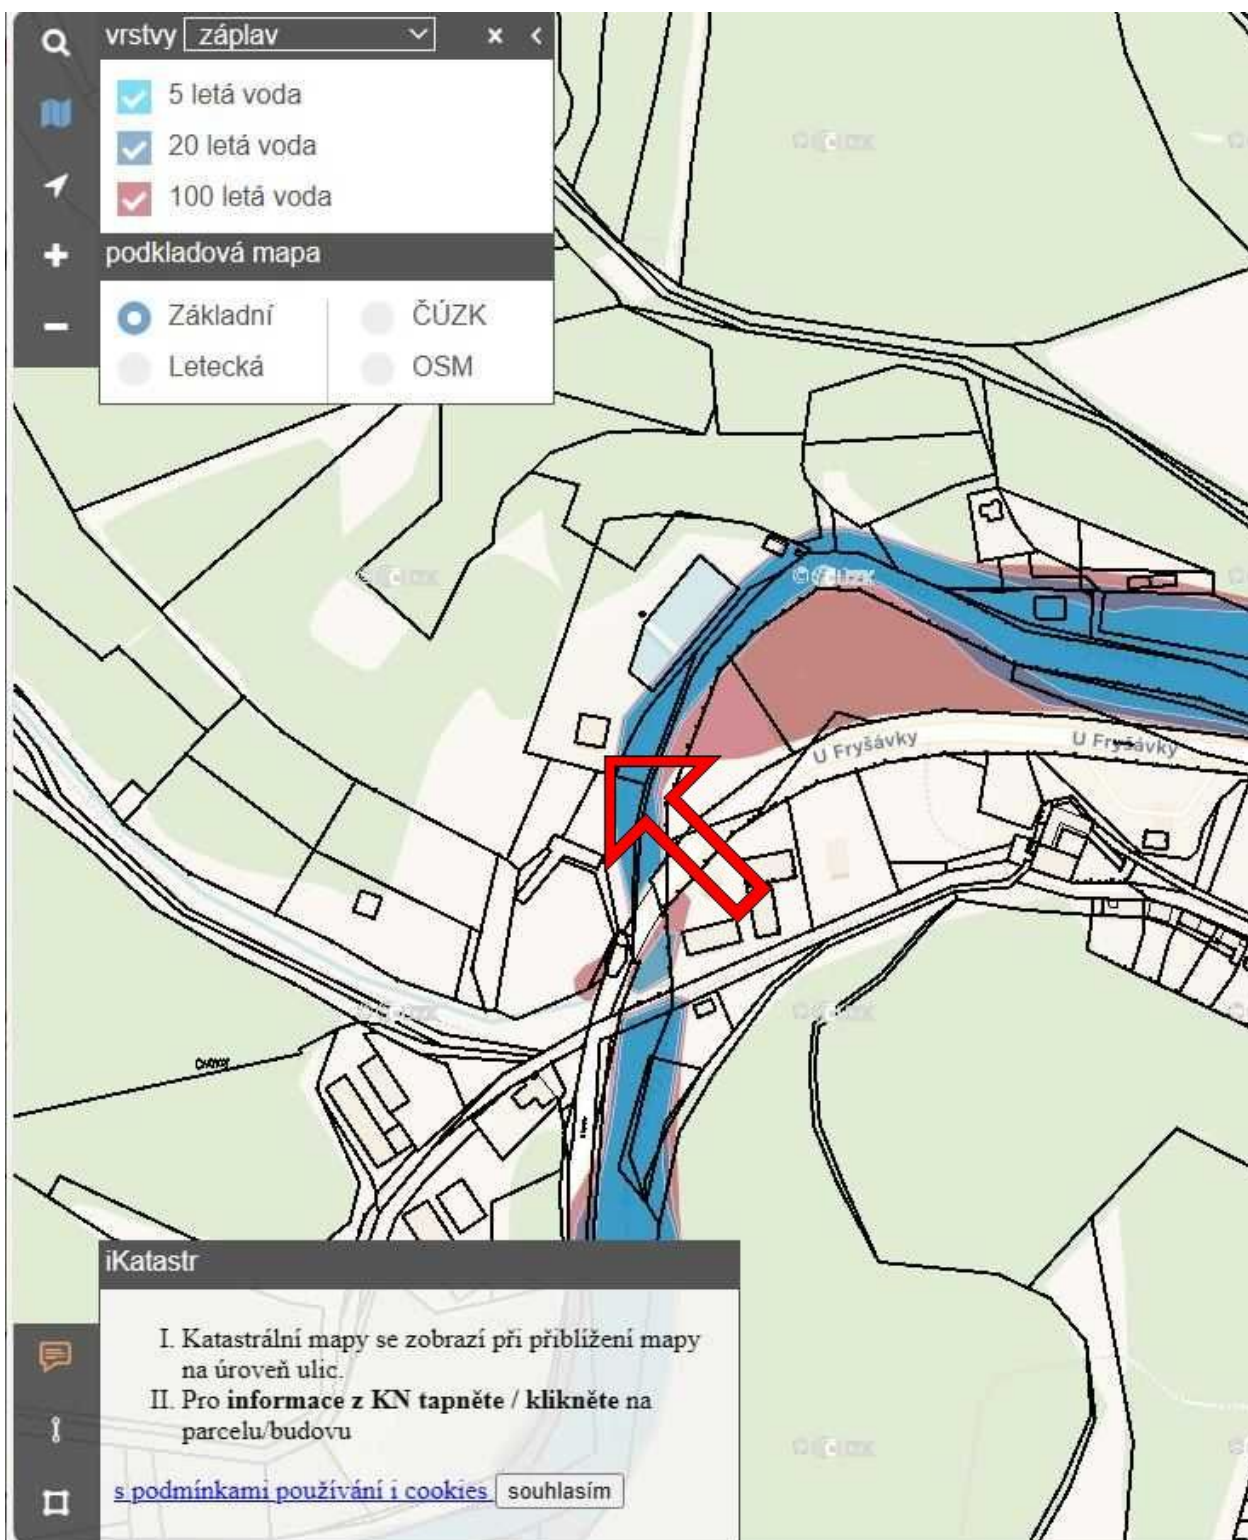 vrstvy záplav
5 letá voda
20 letá voda
100 letá voda
podkladová mapa
Základní
ČÚZK
Letecká
OSM
© ČÚZK
U Fryšávky
U Fryšávky
iKatastr
I. Katastrální mapy se zobrazí při přiblížení mapy
na úroveň ulic.
II. Pro informace z KN tapněte / klikněte na
parcelu/budovu
s podmínkami používání i cookies souhlasím